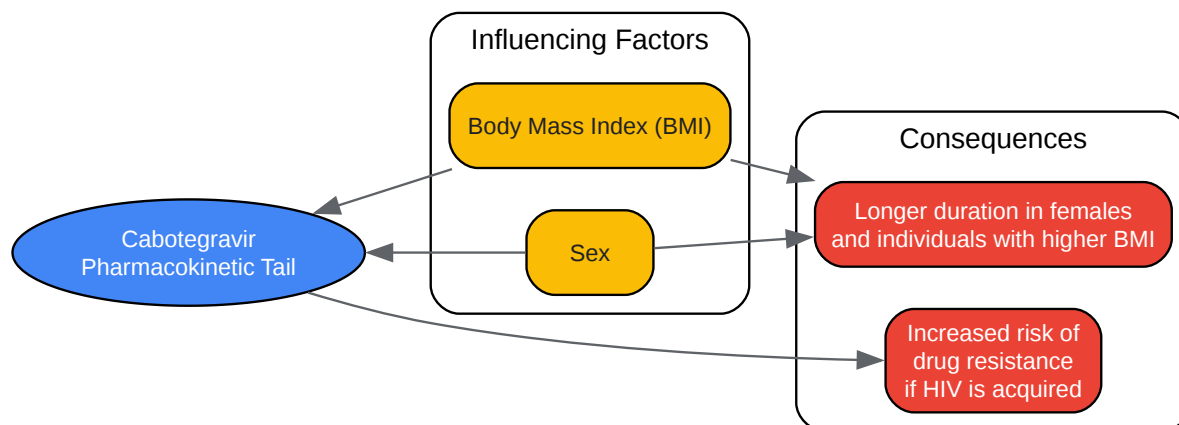 Influencing Factors
Body Mass Index (BMI)
Sex
Cabotegravir
Pharmacokinetic Tail
Consequences
Longer duration in females
and individuals with higher BMI
Increased risk of
drug resistance
if HIV is acquired